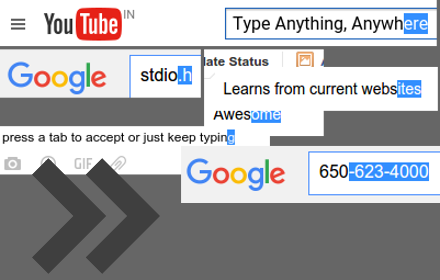 YouTube IN
Type Anything, Anywhere
late Status
Google
stdio.h
Learns from current websites
Awesome
press a tab to accept or just keep typing
GIF
Google
650-623-4000